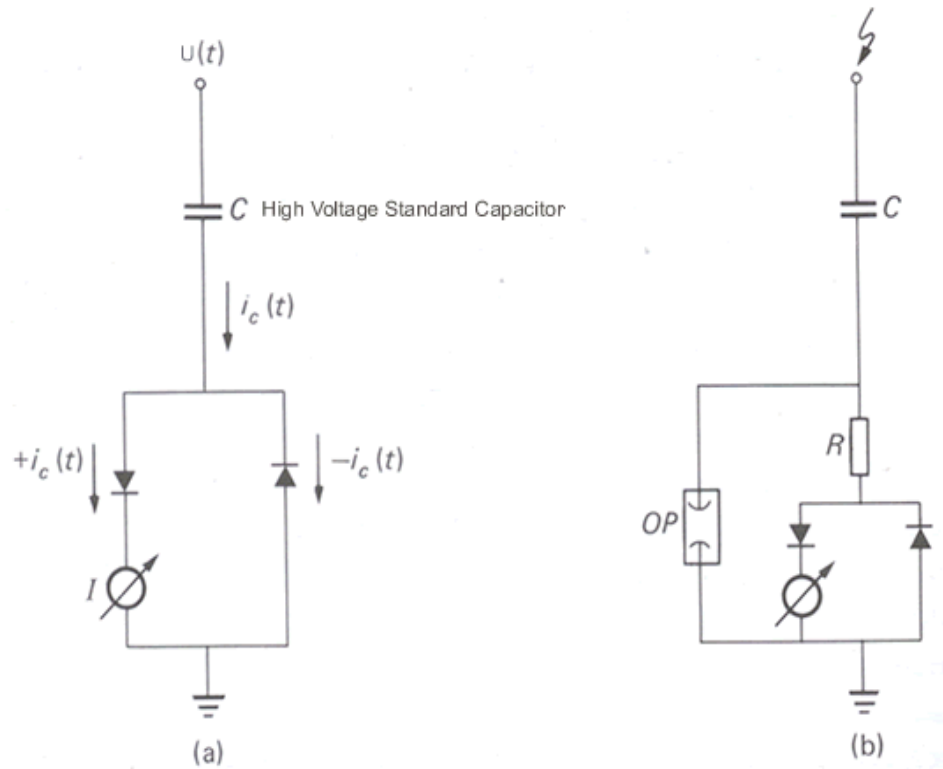 U(t)
C High Voltage Standard Capacitor
i_c (t)
+i_c (t)
−i_c (t)
I
(a)
C
R
OP
(b)